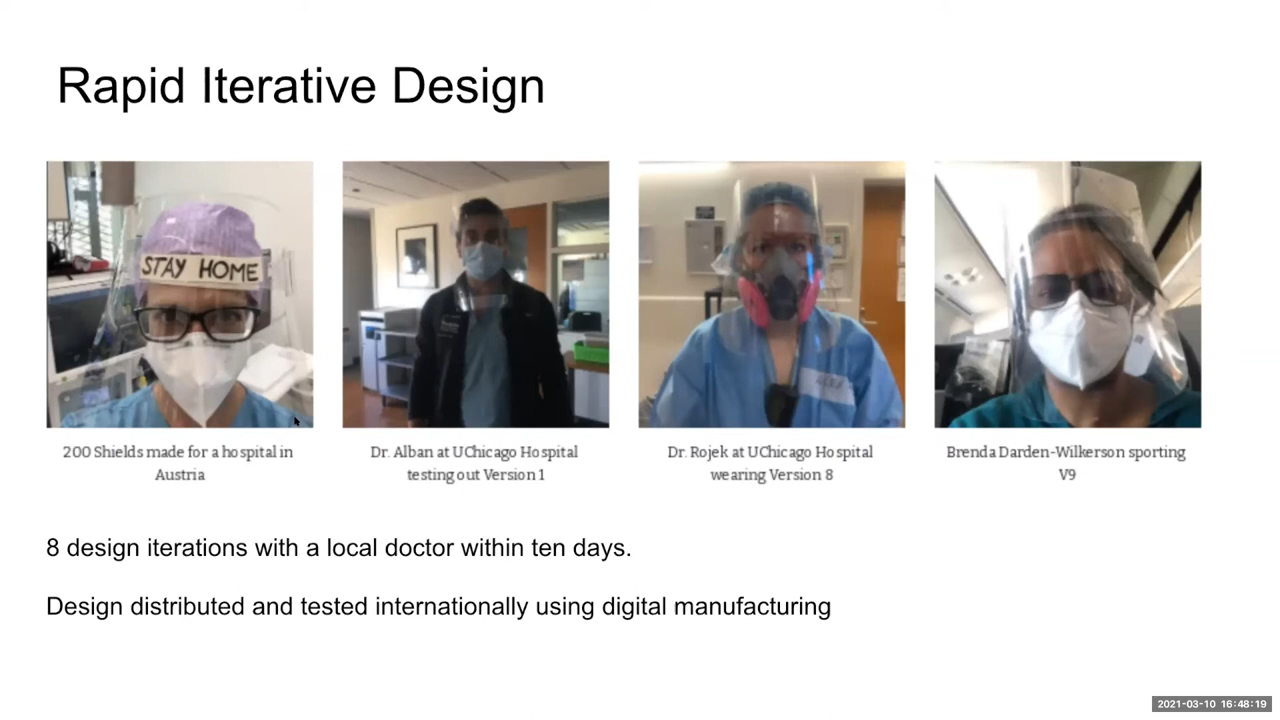 Rapid Iterative Design
STAY HOME
200 Shields made for a hospital in
Austria
Dr. Alban at UChicago Hospital
testing out Version 1
Dr. Rojek at UChicago Hospital
wearing Version 8
Brenda Darden-Wilkerson sporting
V9
8 design iterations with a local doctor within ten days.
Design distributed and tested internationally using digital manufacturing
2021-03-10 16:48:19